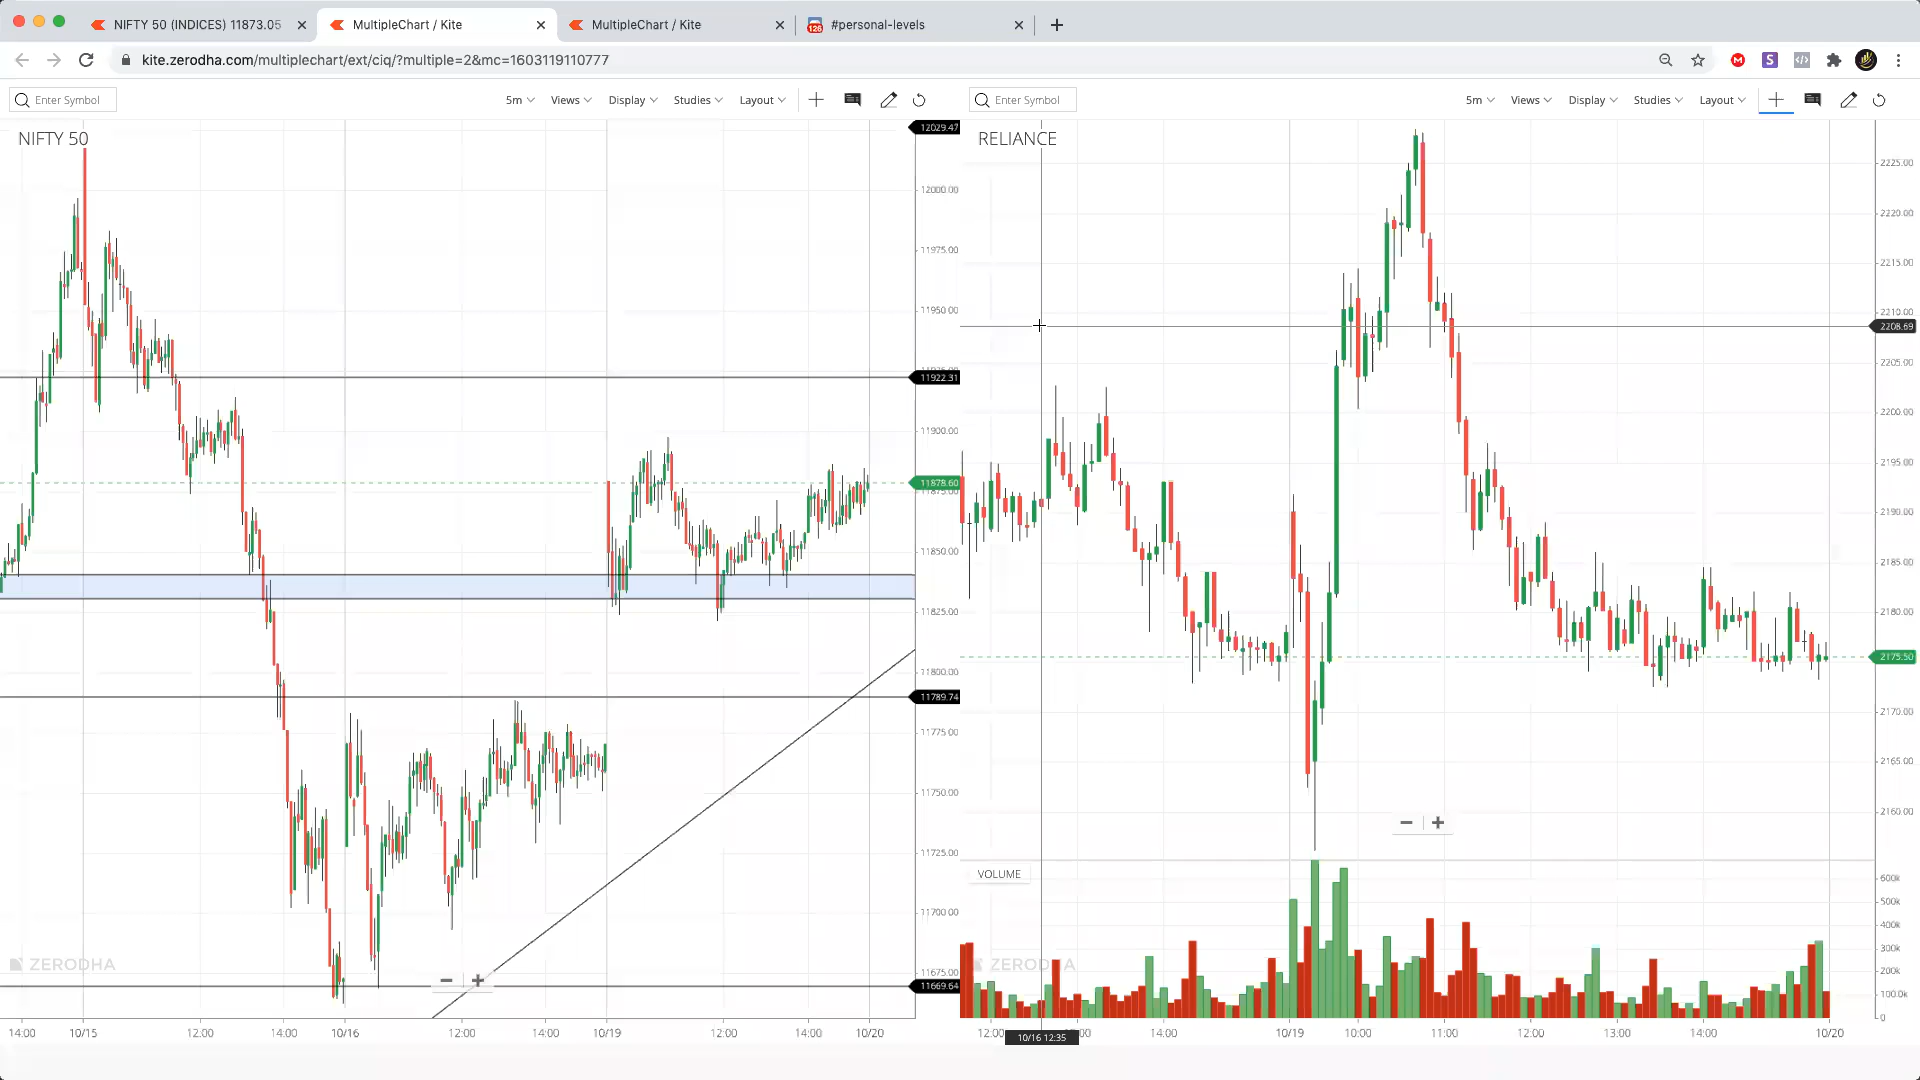 NIFTY 50 (INDICES) 11873.05
MultipleChart / Kite
MultipleChart / Kite
126
#personal-levels
kite.zerodha.com/multiplechart/ext/ciq/?multiple=2&mc=1603119110777
M
S
Enter Symbol
5m
Views
Display
Studies
Layout
Enter Symbol
5m
Views
Display
Studies
Layout
NIFTY 50
12029.47
12000.00
11975.00
11950.00
11922.31
11900.00
11878.60
11875.00
11850.00
11825.00
11800.00
11789.74
11775.00
11750.00
11725.00
11700.00
11675.00
11669.64
ZERODHA
14:00
10/15
12:00
14:00
10/16
12:00
14:00
10/19
12:00
14:00
10/20
RELIANCE
2225.00
2220.00
2215.00
2210.00
2208.69
2205.00
2200.00
2195.00
2190.00
2185.00
2180.00
2175.50
2170.00
2165.00
2160.00
VOLUME
600k
500k
400k
300k
200k
100.0k
0
ZERODHA
12:00
10/16 12:35
14:00
10/19
10:00
11:00
12:00
13:00
14:00
10/20